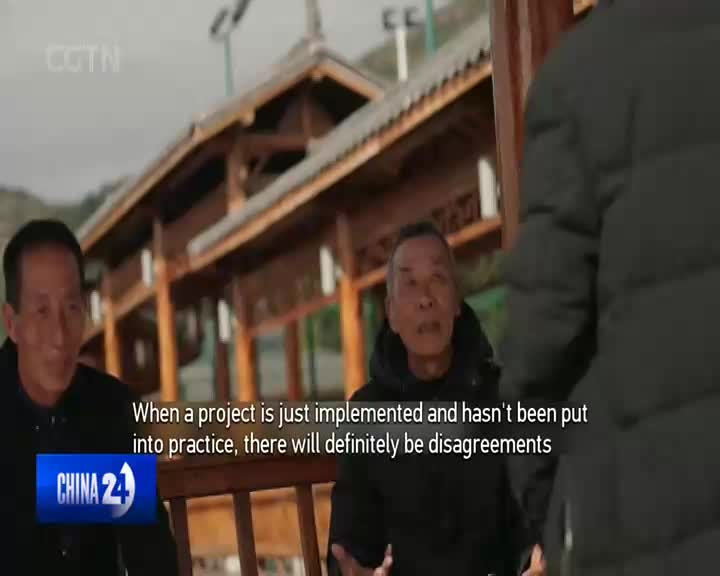 CGTN
When a project is just implemented and hasn't been put
into practice, there will definitely be disagreements
CHINA 24